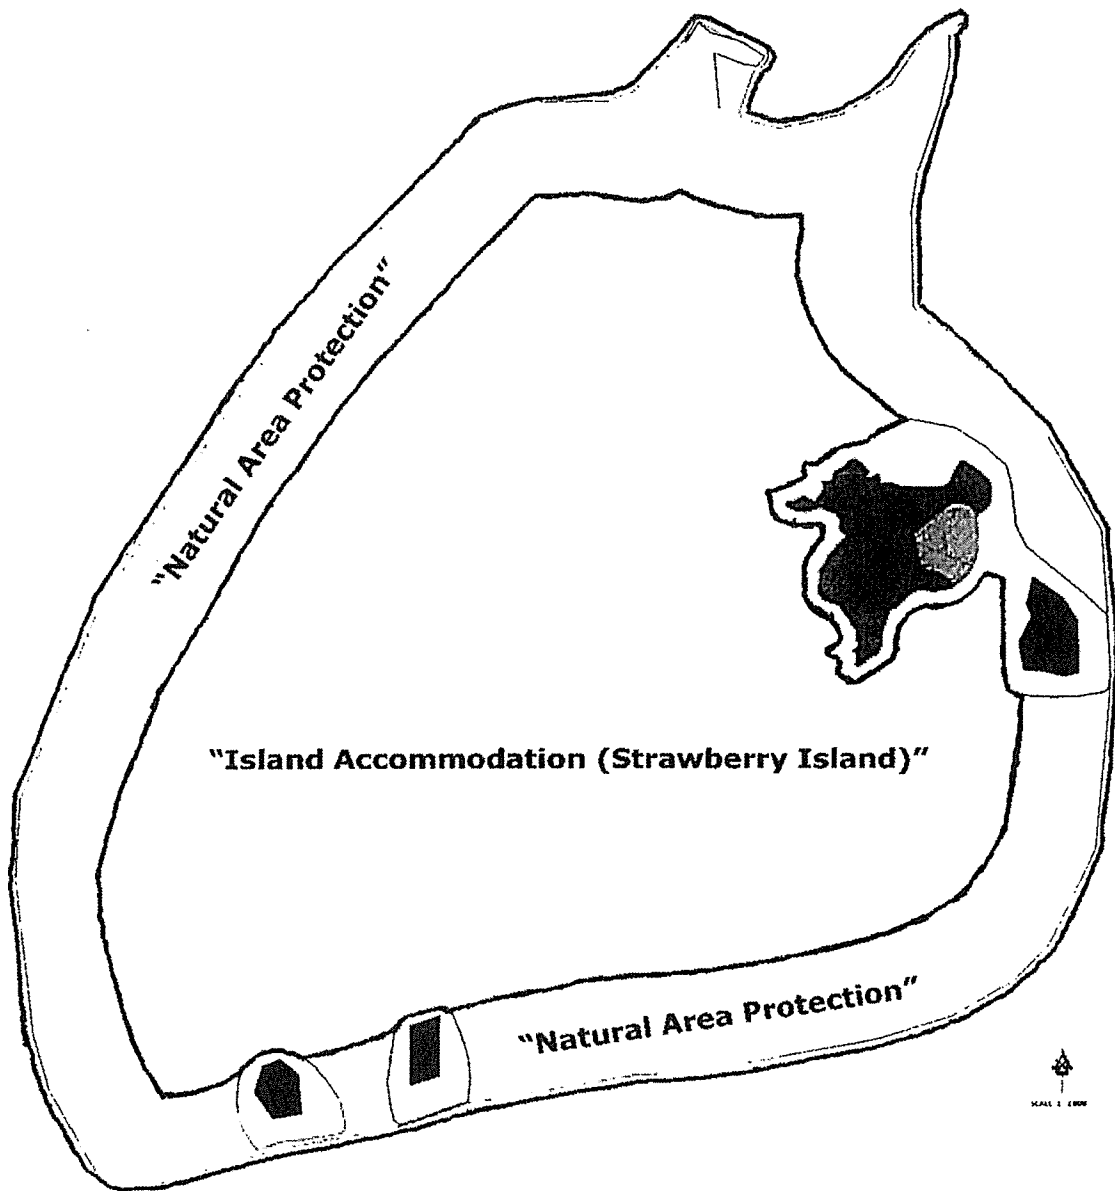 “Natural Area Protection”
“Island Accommodation (Strawberry Island)”
“Natural Area Protection”